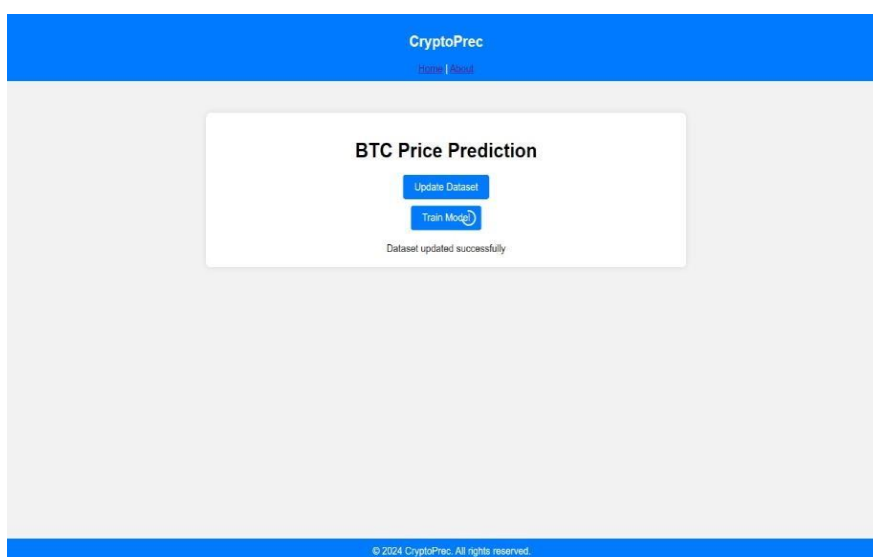 CryptoPrec
Home | About
BTC Price Prediction
Update Dataset
Train Model
Dataset updated successfully
© 2024 CryptoPrec. All rights reserved.